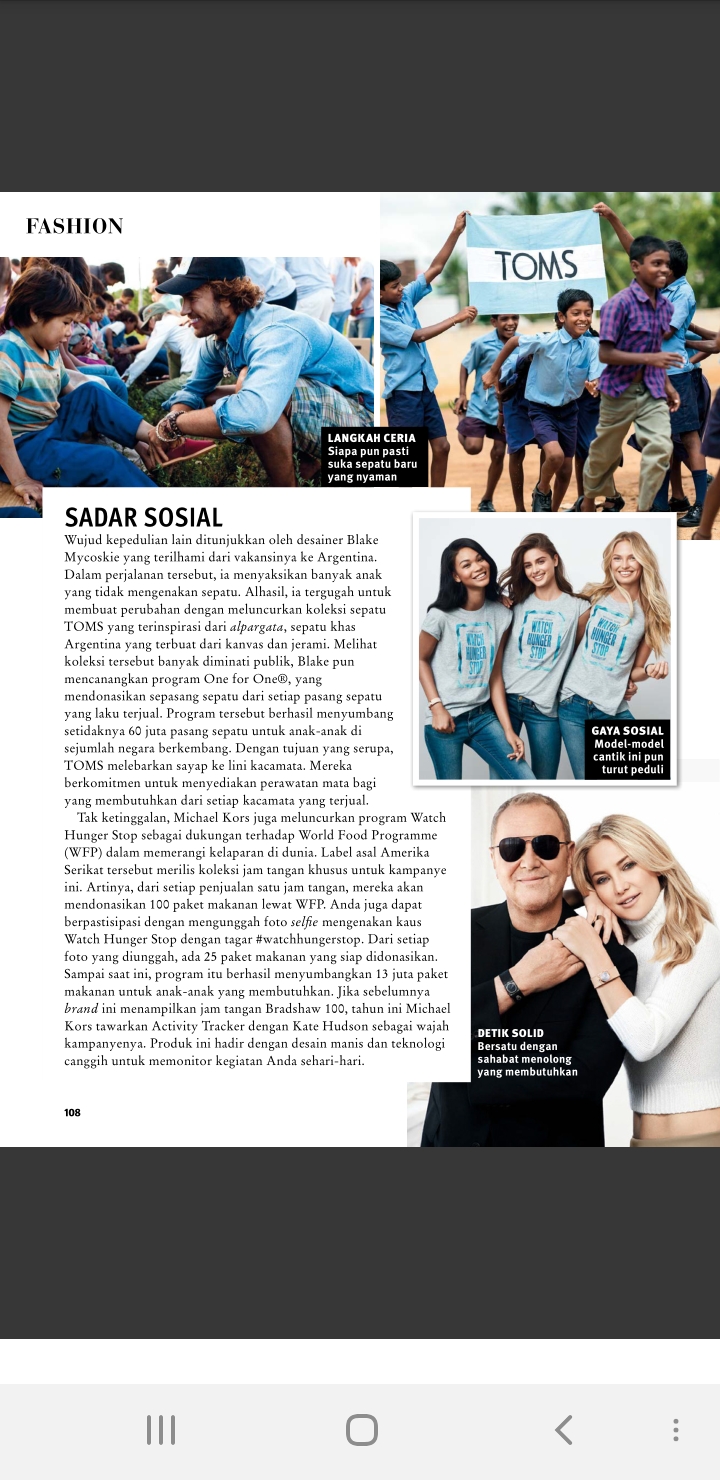 FASHION
TOMS
LANGKAH CERIA
Siapa pun pasti
suka sepatu baru
yang nyaman
SADAR SOSIAL
Wujud kepedulian lain ditunjukkan oleh desainer Blake
Mycoskie yang terilhami dari vakansinya ke Argentina.
Dalam perjalanan tersebut, ia menyaksikan banyak anak
yang tidak mengenakan sepatu. Alhasil, ia tergugah untuk
membuat perubahan dengan meluncurkan koleksi sepatu
TOMS yang terinspirasi dari alpargata, sepatu khas
Argentina yang terbuat dari kanvas dan jerami. Melihat
koleksi tersebut banyak diminati publik, Blake pun
mencanangkan program One for One®, yang
mendonasikan sepasang sepatu dari setiap pasang sepatu
yang laku terjual. Program tersebut berhasil menyumbang
setidaknya 60 juta pasang sepatu untuk anak-anak di
sejumlah negara berkembang. Dengan tujuan yang serupa,
TOMS melebarkan sayap ke lini kacamata. Mereka
berkomitmen untuk menyediakan perawatan mata bagi
yang membutuhkan dari setiap kacamata yang terjual.
Tak ketinggalan, Michael Kors juga meluncurkan program Watch
Hunger Stop sebagai dukungan terhadap World Food Programme
(WFP) dalam memerangi kelaparan di dunia. Label asal Amerika
Serikat tersebut merilis koleksi jam tangan khusus untuk kampanye
ini. Artinya, dari setiap penjualan satu jam tangan, mereka akan
mendonasikan 100 paket makanan lewat WFP. Anda juga dapat
berpastisipasi dengan mengunggah foto selfie mengenakan kaus
Watch Hunger Stop dengan tagar #watchhungerstop. Dari setiap
foto yang diunggah, ada 25 paket makanan yang siap didonasikan.
Sampai saat ini, program itu berhasil menyumbangkan 13 juta paket
makanan untuk anak-anak yang membutuhkan. Jika sebelumnya
brand ini menampilkan jam tangan Bradshaw 100, tahun ini Michael
Kors tawarkan Activity Tracker dengan Kate Hudson sebagai wajah
kampanyenya. Produk ini hadir dengan desain manis dan teknologi
canggih untuk memonitor kegiatan Anda sehari-hari.
WATCH
HUNGER
STOP
WATCH
HUNGER
STOP
WATCH
HUNGER
STOP
GAYA SOSIAL
Model-model
cantik ini pun
turut peduli
DETIK SOLID
Bersatu dengan
sahabat menolong
yang membutuhkan
108